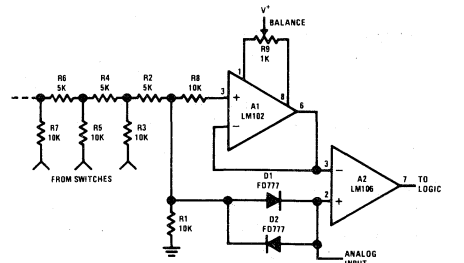 V+
BALANCE
R9
1K
R6
5K
R4
5K
R2
5K
R8
10K
1
8
3
+
A1
LM102
6
−
R7
10K
R5
10K
R3
10K
FROM SWITCHES
D1
FD777
3
−
A2
LM106
7
TO
LOGIC
2
+
R1
10K
D2
FD777
ANALOG
INPUT